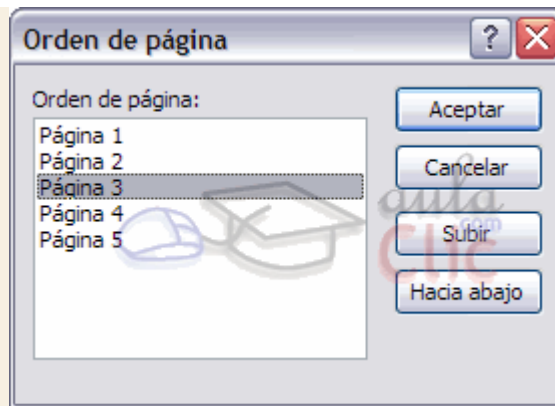 Orden de página
Orden de página:
Página 1
Página 2
Página 3
Página 4
Página 5
Aceptar
Cancelar
Subir
Hacia abajo
aula
.com
Clic